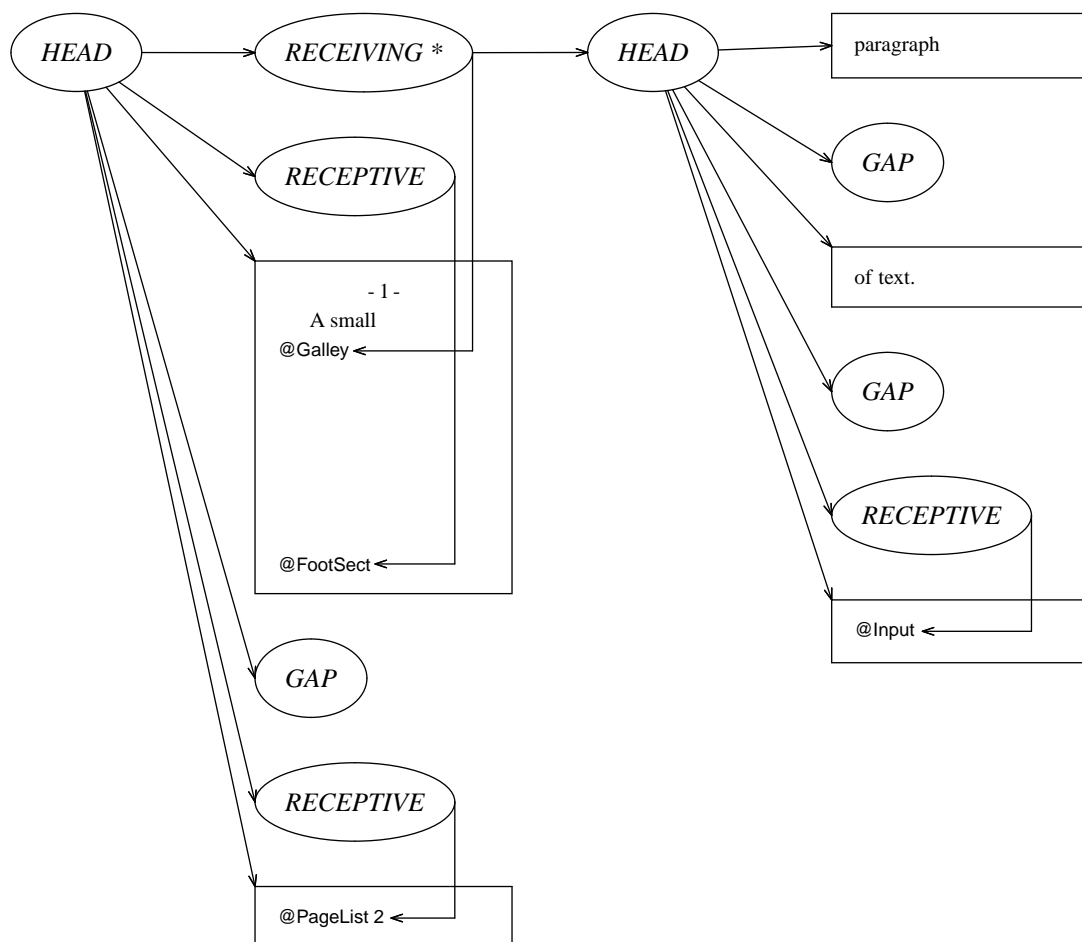 HEAD
RECEIVING *
HEAD
paragraph
GAP
RECEPTIVE
of text.
- 1 -
A small
@Galley
GAP
RECEPTIVE
@FootSect
@Input
GAP
RECEPTIVE
@PageList 2